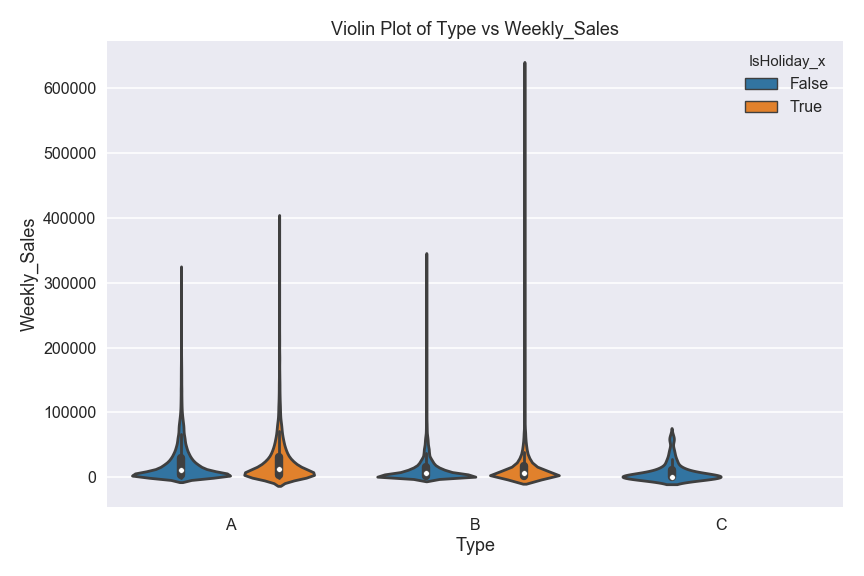 Violin Plot of Type vs Weekly_Sales
IsHoliday_x
False
True
600000
500000
400000
300000
200000
100000
0
Weekly_Sales
A
B
C
Type